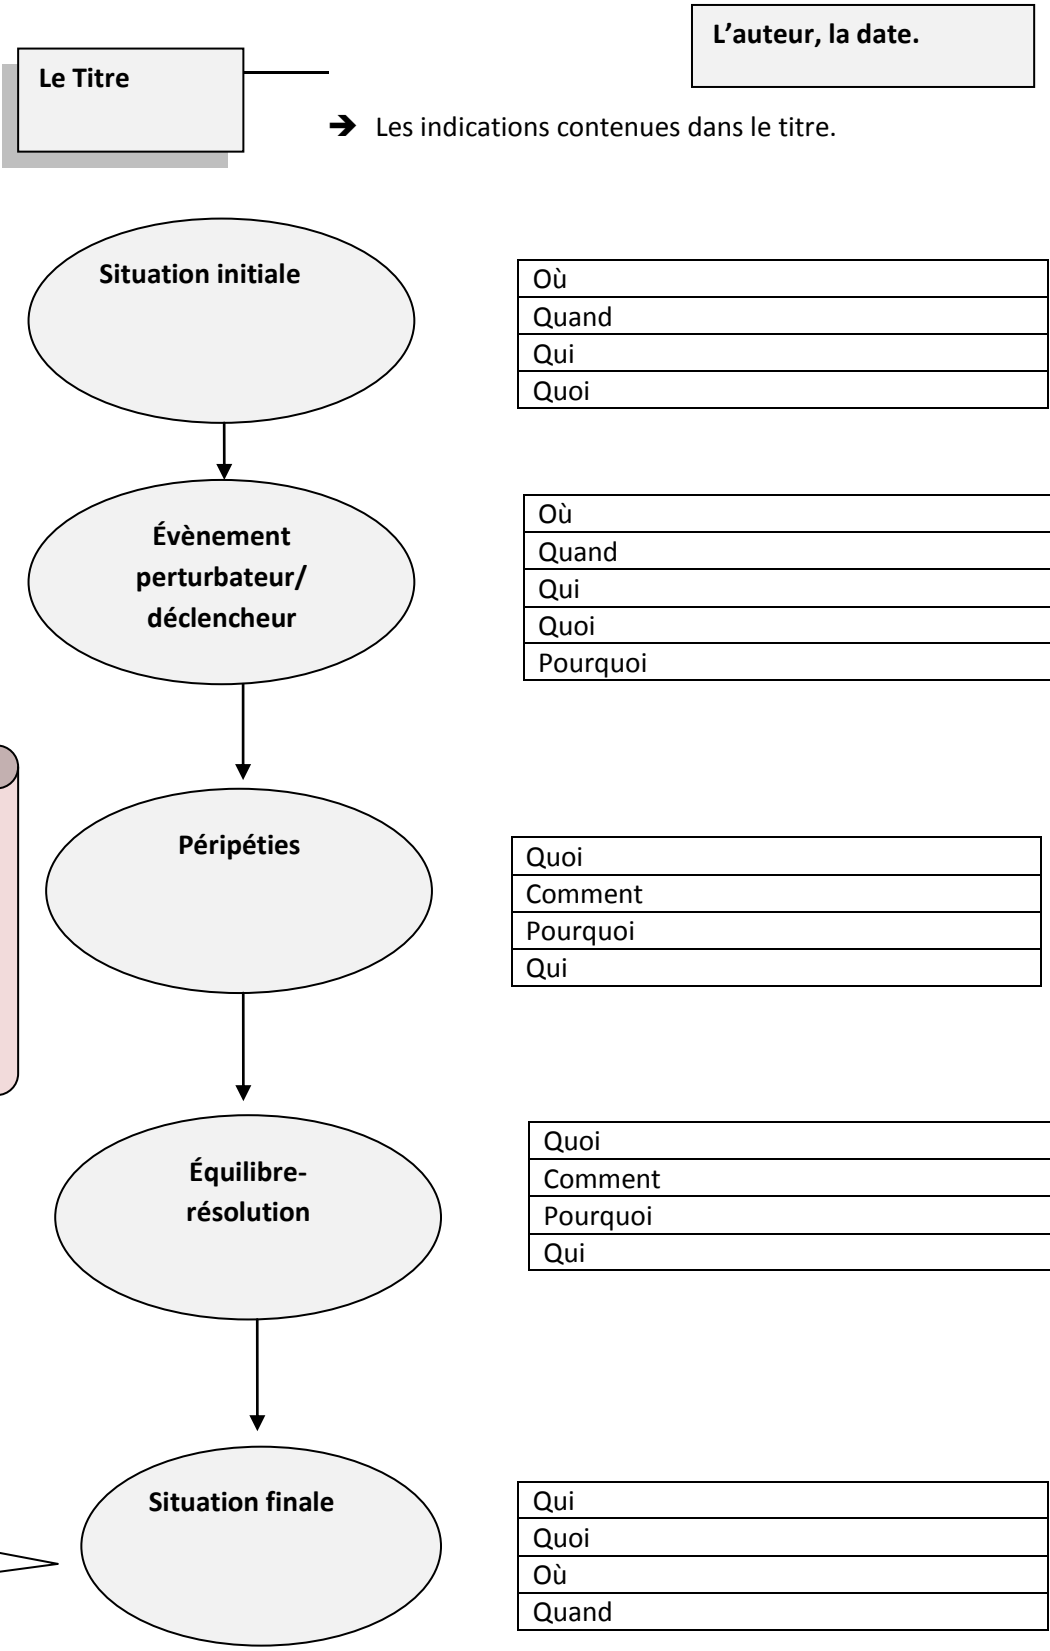 L’auteur, la date.
Le Titre
➔ Les indications contenues dans le titre.
Situation initiale
Où
Quand
Qui
Quoi
Évènement
perturbateur/
déclencheur
Où
Quand
Qui
Quoi
Pourquoi
Péripéties
Quoi
Comment
Pourquoi
Qui
Équilibre-
résolution
Quoi
Comment
Pourquoi
Qui
Situation finale
Qui
Quoi
Où
Quand